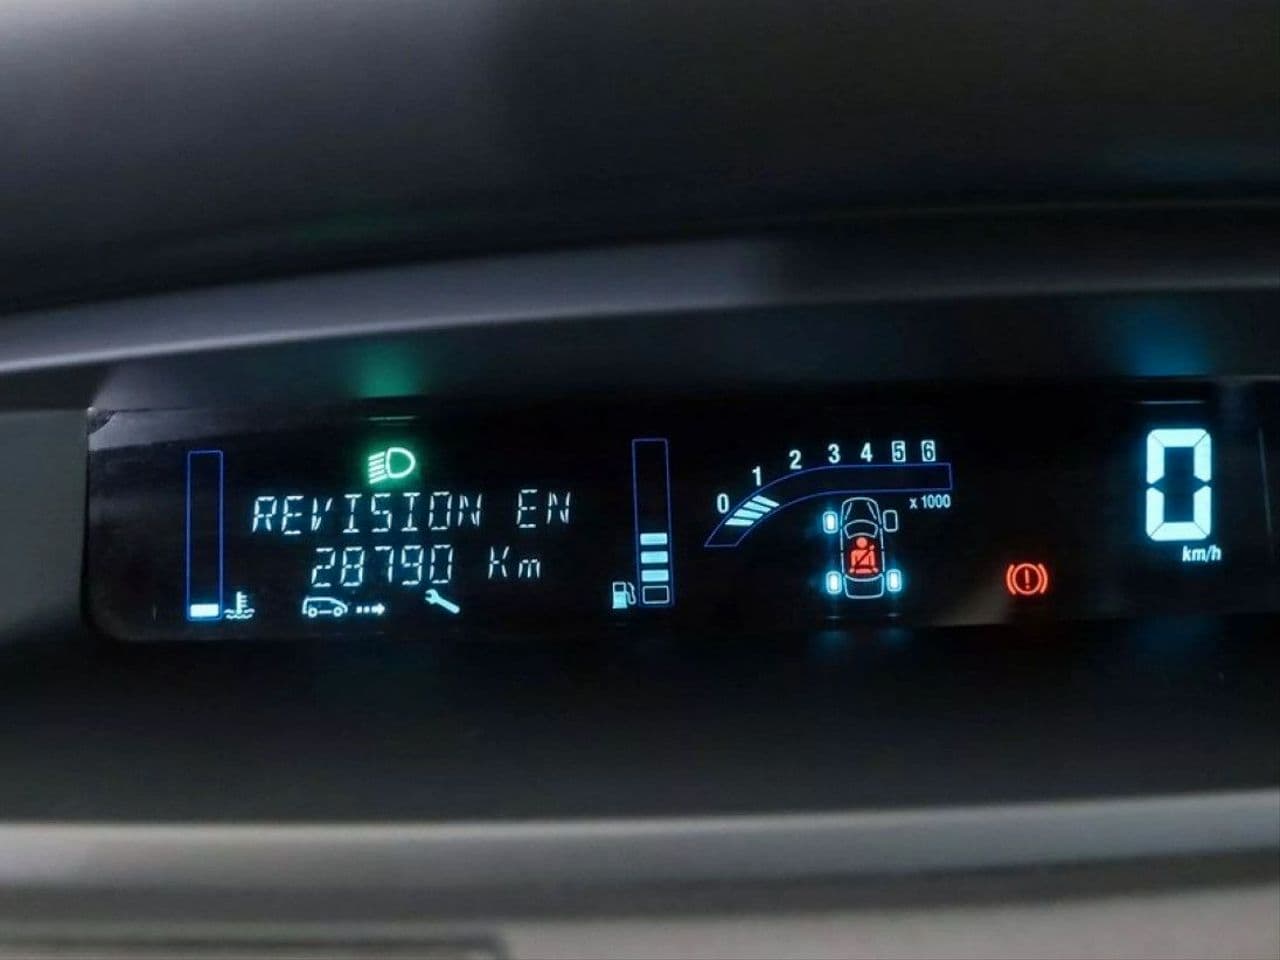 REVISION EN
28790 Km
0 1 2 3 4 5 6
x 1000
0
km/h